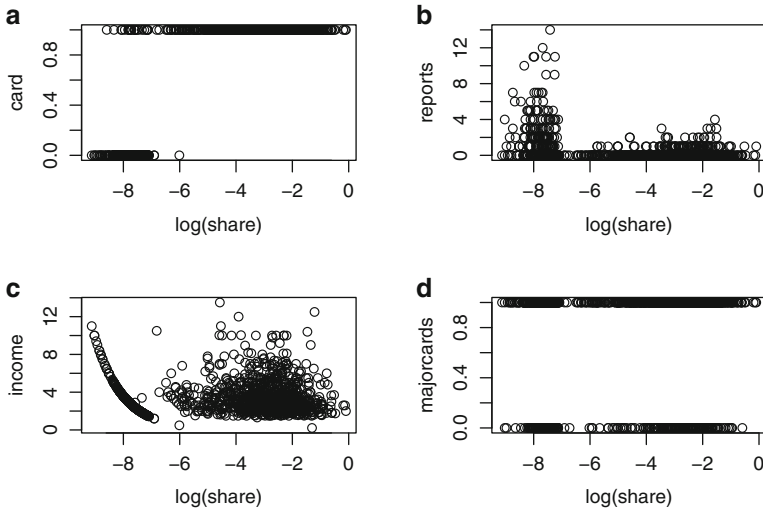 a
card
0.0 0.4 0.8
−8 −6 −4 −2 0
log(share)
b
reports
0 4 8 12
−8 −6 −4 −2 0
log(share)
c
income
0 4 8 12
−8 −6 −4 −2 0
log(share)
d
majorcards
0.0 0.4 0.8
−8 −6 −4 −2 0
log(share)